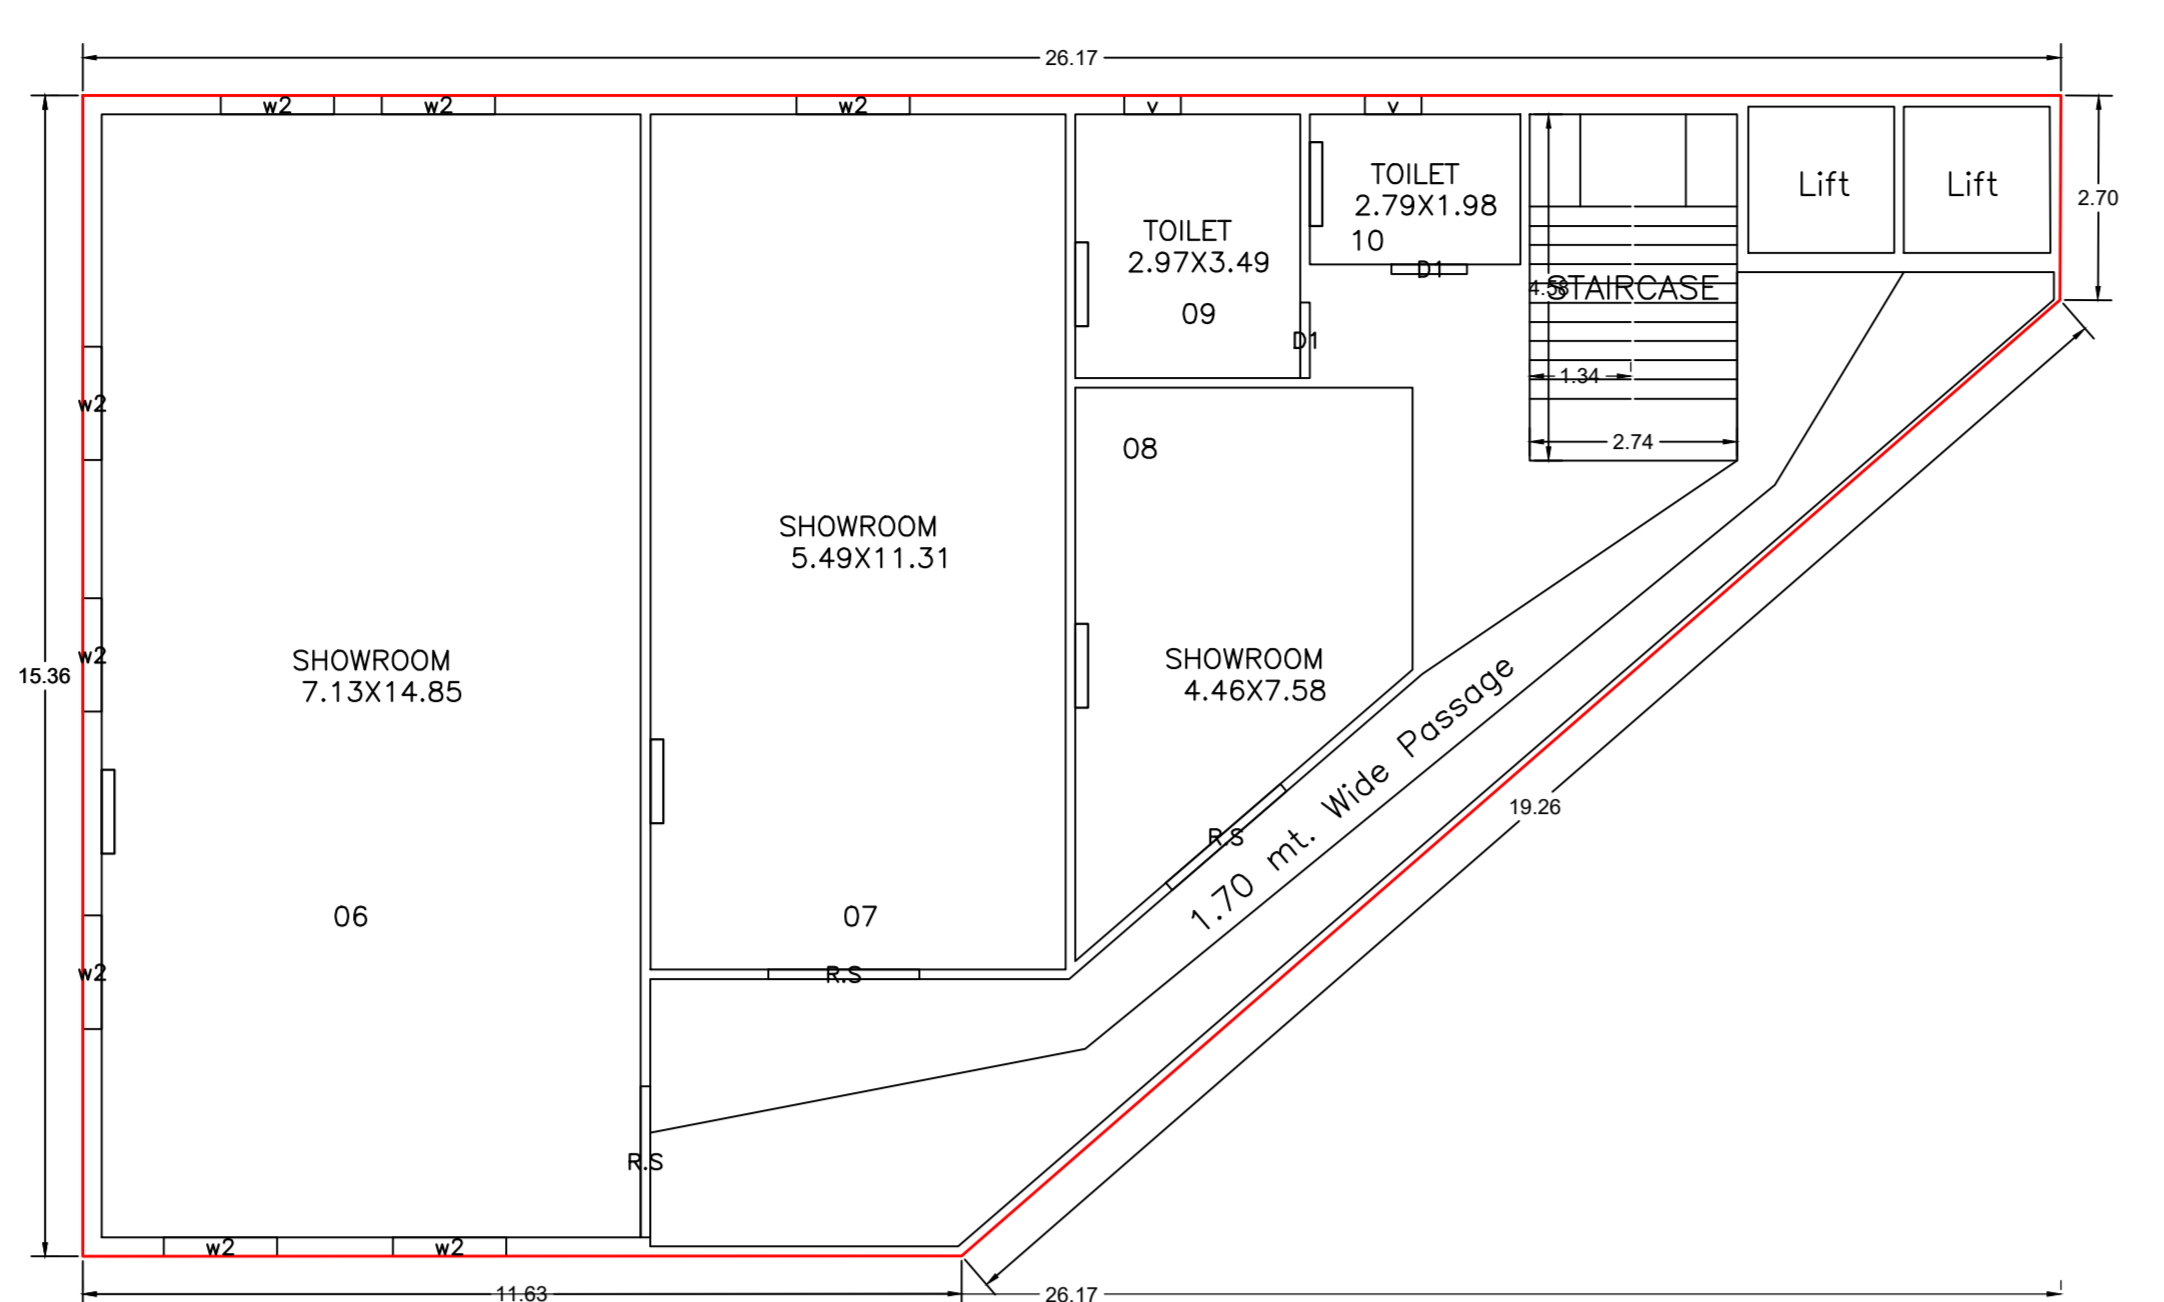 26.17
w2
w2
w2
v
v
Lift
Lift
2.70
TOILET
2.79X1.98
10
D1
TOILET
2.97X3.49
09
D1
4.58
STAIRCASE
1.34
2.74
w2
08
SHOWROOM
5.49X11.31
w2
15.36
SHOWROOM
7.13X14.85
SHOWROOM
4.46X7.58
1.70 mt. Wide Passage
19.26
R.S
06
07
w2
R.S
R.S
w2
w2
11.63
26.17